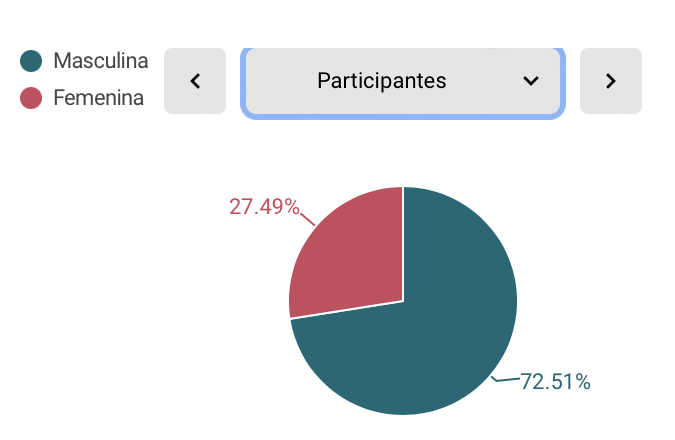 Masculina
Femenina
Participantes
27.49%
72.51%